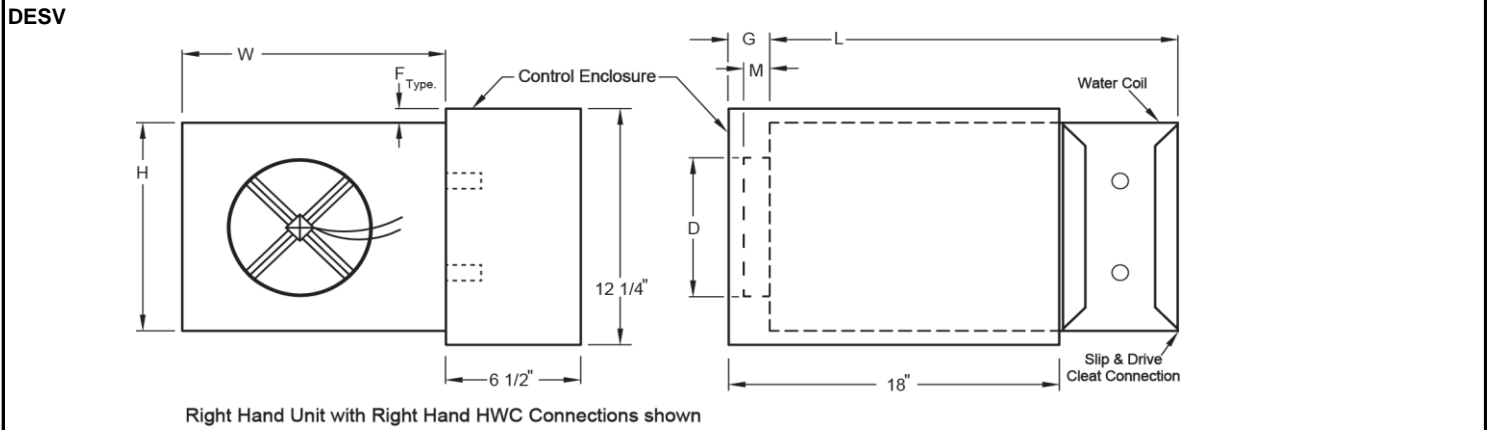 DESV
W
F Type.
Control Enclosure
G
L
M
Water Coil
H
D
12 1/4"
6 1/2"
18"
Slip & Drive
Cleat Connection
Right Hand Unit with Right Hand HWC Connections shown